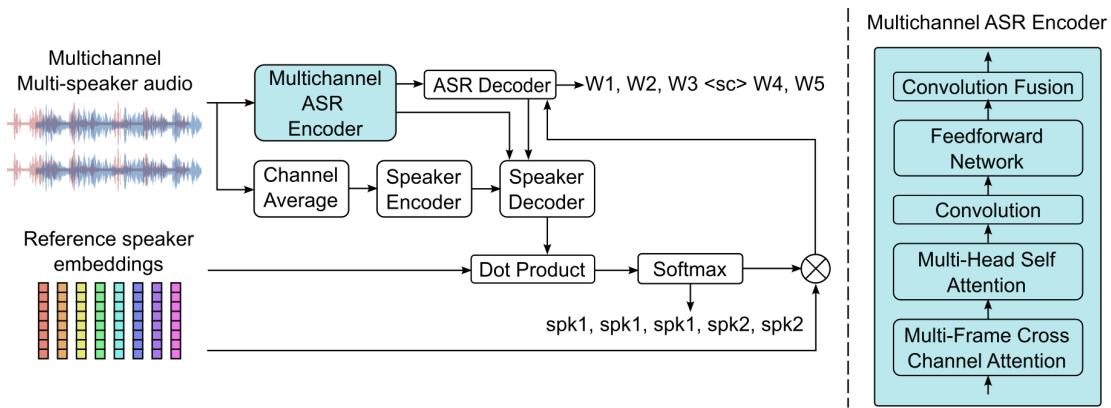 Multichannel
Multi-speaker audio
Multichannel
ASR
Encoder
ASR Decoder
W1, W2, W3 <sc> W4, W5
Channel
Average
Speaker
Encoder
Speaker
Decoder
Reference speaker
embeddings
Dot Product
Softmax
spk1, spk1, spk1, spk2, spk2
Multichannel ASR Encoder
Convolution Fusion
Feedforward
Network
Convolution
Multi-Head Self
Attention
Multi-Frame Cross
Channel Attention